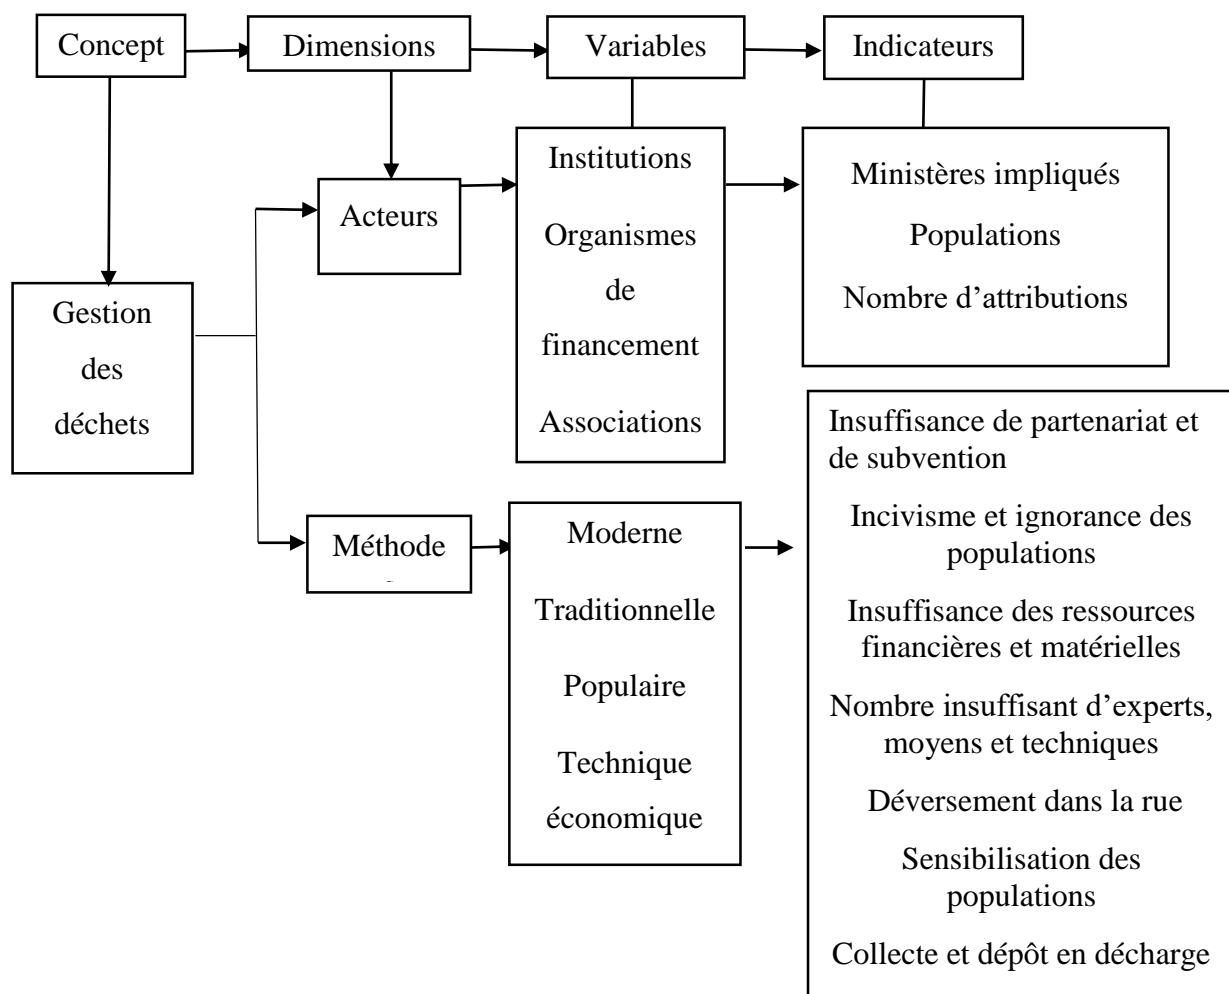 Concept
Dimensions
Variables
Indicateurs
Gestion
des
déchets
Acteurs
Institutions
Organismes
de
financement
Associations
Ministères impliqués
Populations
Nombre d’attributions
Méthode
Moderne
Traditionnelle
Populaire
Technique
économique
Insuffisance de partenariat et
de subvention
Incivisme et ignorance des
populations
Insuffisance des ressources
financières et matérielles
Nombre insuffisant d’experts,
moyens et techniques
Déversement dans la rue
Sensibilisation des
populations
Collecte et dépôt en décharge